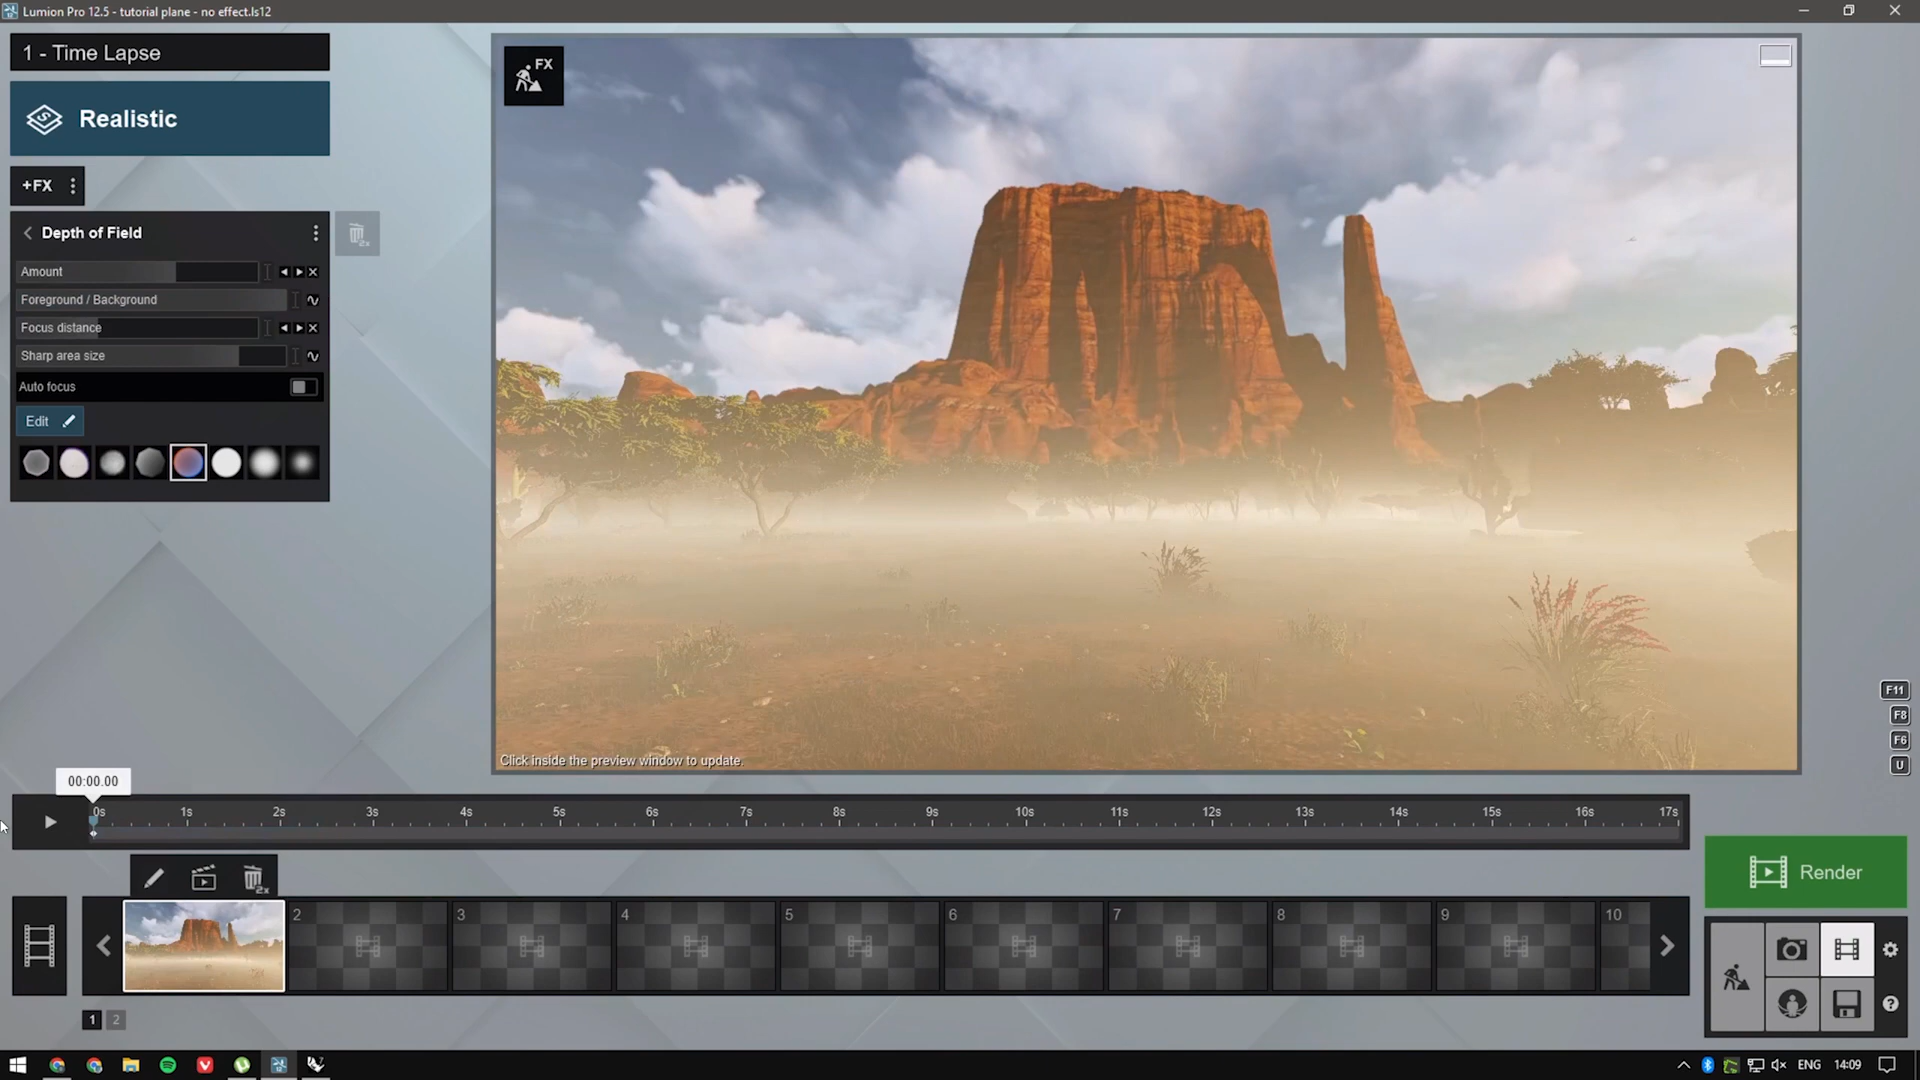 Lumion Pro 12.5 - tutorial plane - no effect.ls12
1 - Time Lapse
Realistic
+FX
Depth of Field
2x
Amount
Foreground / Background
Focus distance
Sharp area size
Auto focus
Edit
FX
Click inside the preview window to update.
F11
F8
F6
U
00:00.00
0s 1s 2s 3s 4s 5s 6s 7s 8s 9s 10s 11s 12s 13s 14s 15s 16s 17s
2x
Render
2 3 4 5 6 7 8 9 10
1 2
12
ENG 14:09